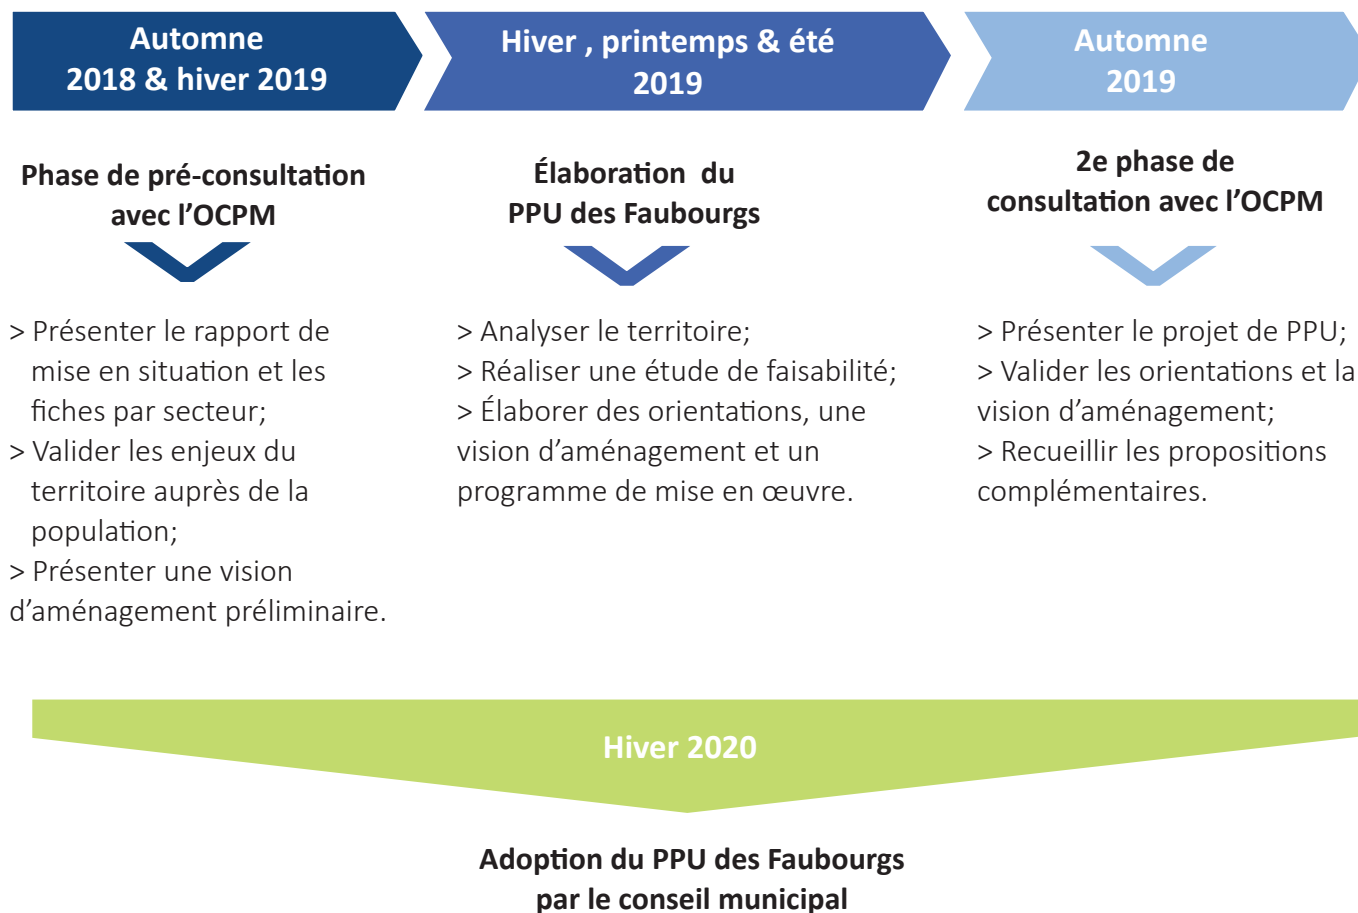 Automne
2018 & hiver 2019
Phase de pré-consultation
avec l’OCPM
> Présenter le rapport de
mise en situation et les
fiches par secteur;
> Valider les enjeux du
territoire auprès de la
population;
> Présenter une vision
d’aménagement préliminaire.
Hiver , printemps & été
2019
Élaboration du
PPU des Faubourgs
> Analyser le territoire;
> Réaliser une étude de faisabilité;
> Élaborer des orientations, une
vision d’aménagement et un
programme de mise en œuvre.
Automne
2019
2e phase de
consultation avec l’OCPM
> Présenter le projet de PPU;
> Valider les orientations et la
vision d’aménagement;
> Recueillir les propositions
complémentaires.
Hiver 2020
Adoption du PPU des Faubourgs
par le conseil municipal